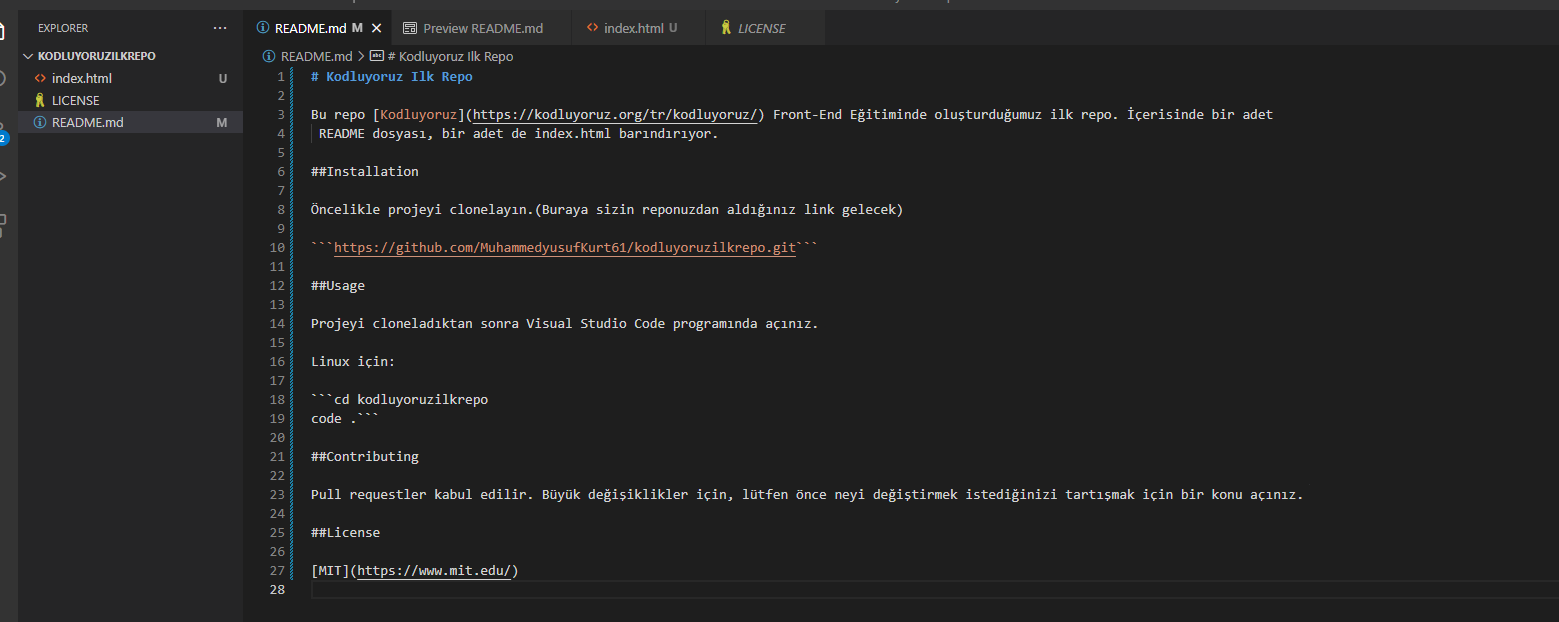 EXPLORER ···
KODLUYORUZILKREPO
index.html U
LICENSE
README.md M
2
README.md M
Preview README.md
index.html U
LICENSE
README.md > # Kodluyoruz Ilk Repo
1 # Kodluyoruz Ilk Repo
2
3 Bu repo [Kodluyoruz](https://kodluyoruz.org/tr/kodluyoruz/) Front-End Eğitiminde oluşturduğumuz ilk repo. İçerisinde bir adet
4 README dosyası, bir adet de index.html barındırıyor.
5
6 ##Installation
7
8 Öncelikle projeyi clonelayın.(Buraya sizin reponuzdan aldığınız link gelecek)
9
10 ```https://github.com/MuhammedyusufKurt61/kodluyoruzilkrepo.git```
11
12 ##Usage
13
14 Projeyi cloneladıktan sonra Visual Studio Code programında açınız.
15
16 Linux için:
17
18 ```cd kodluyoruzilkrepo
19 code .```
20
21 ##Contributing
22
23 Pull requestler kabul edilir. Büyük değişiklikler için, lütfen önce neyi değiştirmek istediğinizi tartışmak için bir konu açınız.
24
25 ##License
26
27 [MIT](https://www.mit.edu/)
28